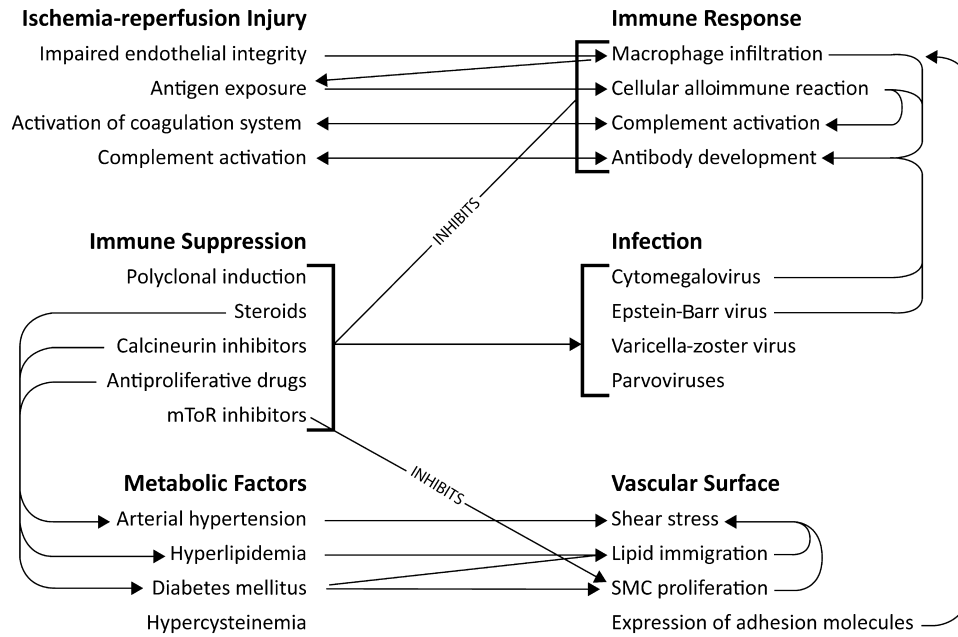 Ischemia-reperfusion Injury
Impaired endothelial integrity
Antigen exposure
Activation of coagulation system
Complement activation
Immune Response
Macrophage infiltration
Cellular alloimmune reaction
Complement activation
Antibody development
INHIBITS
Immune Suppression
Polyclonal induction
Steroids
Calcineurin inhibitors
Antiproliferative drugs
mToR inhibitors
Infection
Cytomegalovirus
Epstein-Barr virus
Varicella-zoster virus
Parvoviruses
INHIBITS
Metabolic Factors
Arterial hypertension
Hyperlipidemia
Diabetes mellitus
Hypercysteinemia
Vascular Surface
Shear stress
Lipid immigration
SMC proliferation
Expression of adhesion molecules